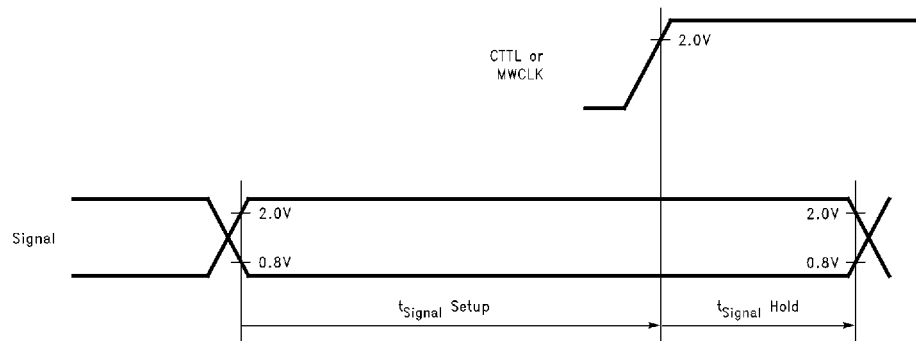 CTTL or
MWCLK
2.0V
Signal
2.0V
0.8V
2.0V
0.8V
tSignal Setup
tSignal Hold